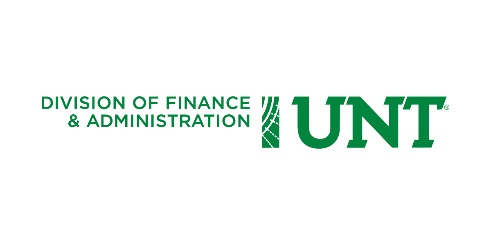 DIVISION OF FINANCE
& ADMINISTRATION
UNT